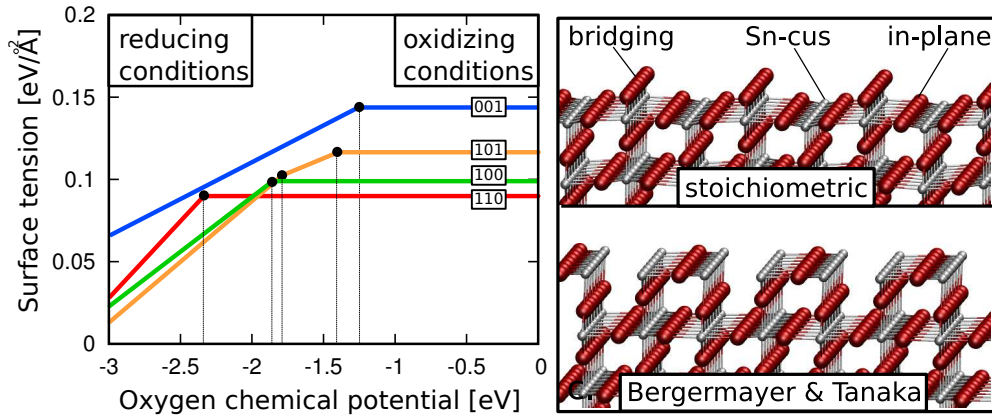 Surface tension [eV/Å²]
0.2
0.15
0.1
0.05
0
reducing
conditions
oxidizing
conditions
001
101
100
110
-3
-2.5
-2
-1.5
-1
-0.5
0
Oxygen chemical potential [eV]
bridging
Sn-cus
in-plane
stoichiometric
Bergermayer & Tanaka